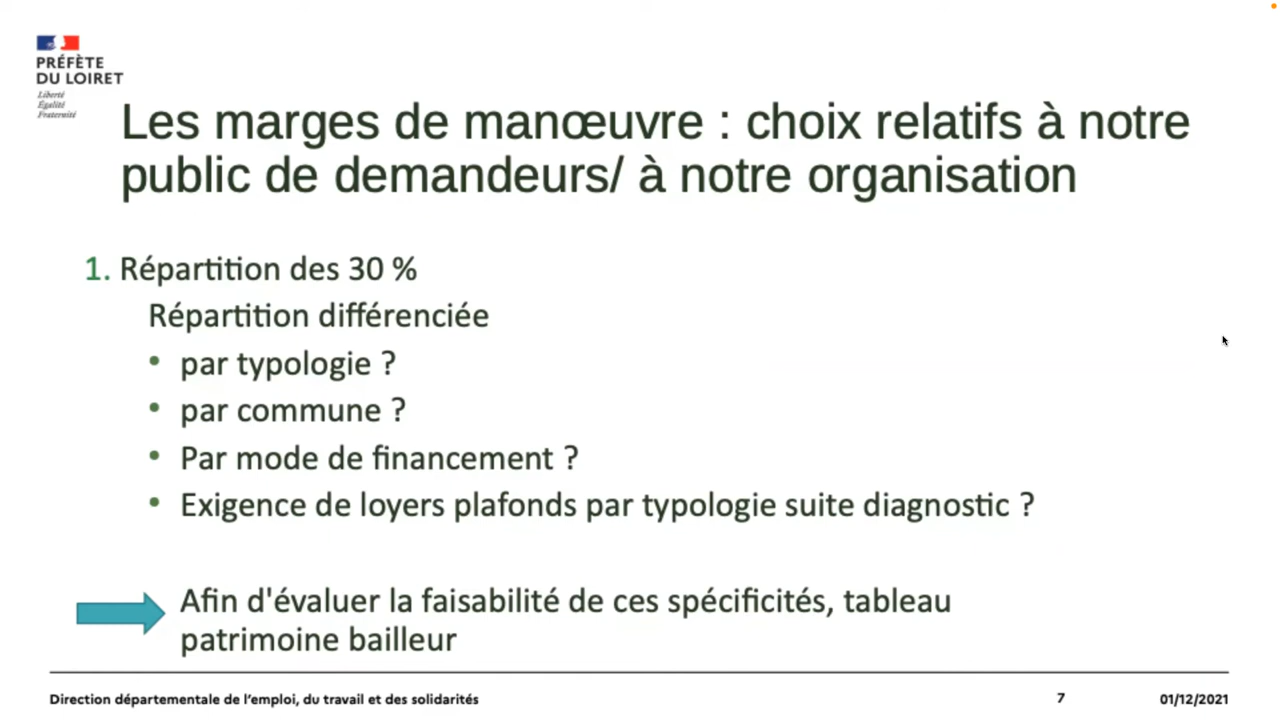 PRÉFÈTE
DU LOIRET
Liberté
Égalité
Fraternité
Les marges de manœuvre : choix relatifs à notre
public de demandeurs/ à notre organisation
1. Répartition des 30 %
Répartition différenciée
• par typologie ?
• par commune ?
• Par mode de financement ?
• Exigence de loyers plafonds par typologie suite diagnostic ?
Afin d'évaluer la faisabilité de ces spécificités, tableau
patrimoine bailleur
Direction départementale de l'emploi, du travail et des solidarités 7 01/12/2021